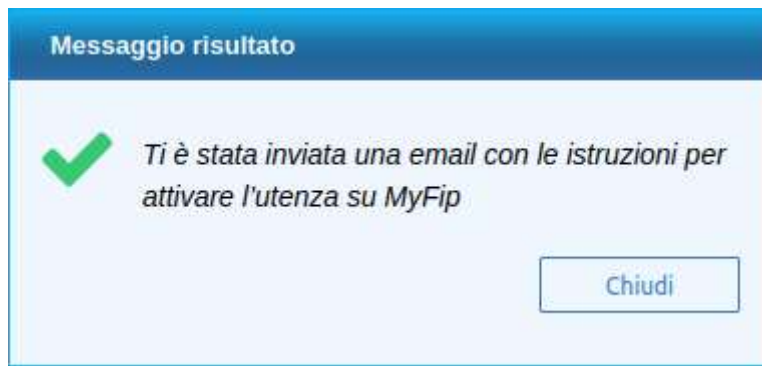 Messaggio risultato
Ti è stata inviata una email con le istruzioni per
attivare l'utenza su MyFip
Chiudi